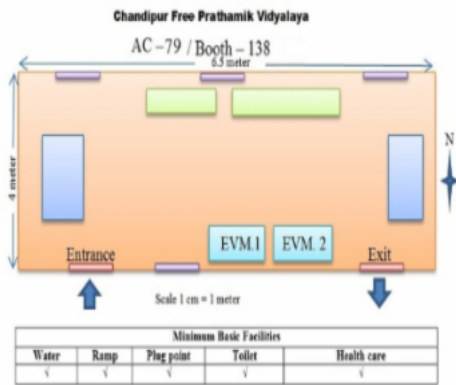 Chandipur Free Prathamik Vidyalaya
AC – 79 / Booth – 138
6.5 meter
4 meter
N
EVM.1 EVM. 2
Entrance Exit
Scale 1 cm = 1 meter
Minimum Basic Facilities
Water Ramp Plug point Toilet Health care
√ √ √ √ √